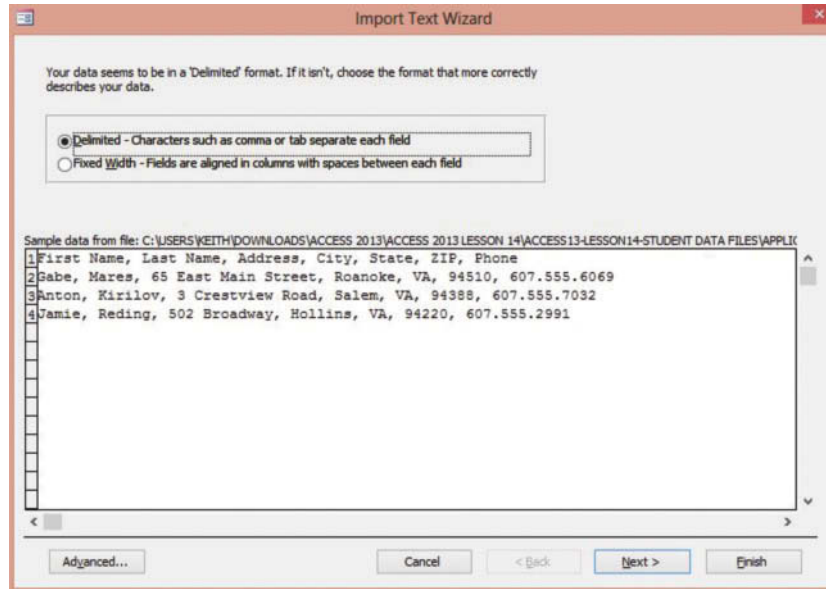 Import Text Wizard
Your data seems to be in a 'Delimited' format. If it isn't, choose the format that more correctly
describes your data.
Delimited - Characters such as comma or tab separate each field
Fixed Width - Fields are aligned in columns with spaces between each field
Sample data from file: C:\USERS\KEITH\DOWNLOADS\ACCESS 2013\ACCESS 2013 LESSON 14\ACCESS13-LESSON14-STUDENT DATA FILES\APPLIC
1 First Name, Last Name, Address, City, State, ZIP, Phone
2 Gabe, Mares, 65 East Main Street, Roanoke, VA, 94510, 607.555.6069
3 Anton, Kirilov, 3 Crestview Road, Salem, VA, 94388, 607.555.7032
4 Jamie, Reding, 502 Broadway, Hollins, VA, 94220, 607.555.2991
Advanced... Cancel < Back Next > Finish